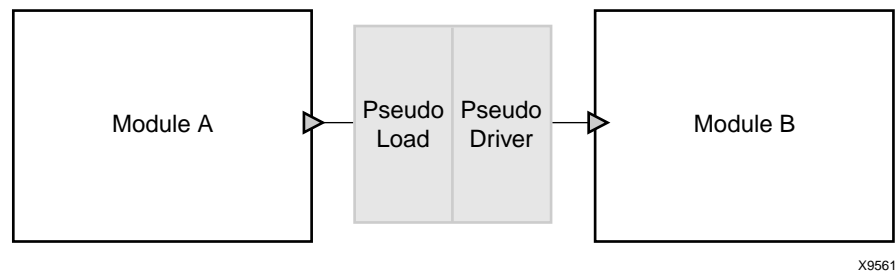 Module A
Pseudo
Load
Pseudo
Driver
Module B
X9561